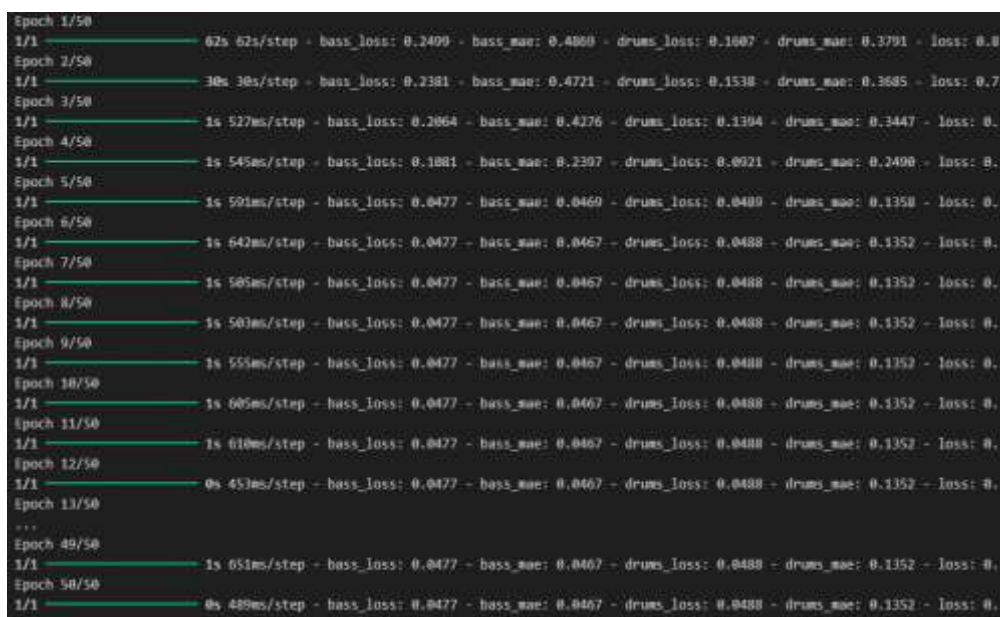 Epoch 1/50
1/1 62s 62s/step - bass_loss: 0.2499 - bass_mae: 0.4869 - drums_loss: 0.1607 - drums_mae: 0.3791 - loss: 0.8
Epoch 2/50
1/1 30s 30s/step - bass_loss: 0.2381 - bass_mae: 0.4721 - drums_loss: 0.1538 - drums_mae: 0.3685 - loss: 0.7
Epoch 3/50
1/1 1s 527ms/step - bass_loss: 0.2064 - bass_mae: 0.4276 - drums_loss: 0.1394 - drums_mae: 0.3447 - loss: 0.
Epoch 4/50
1/1 1s 545ms/step - bass_loss: 0.1081 - bass_mae: 0.2397 - drums_loss: 0.0921 - drums_mae: 0.2490 - loss: 0.
Epoch 5/50
1/1 1s 591ms/step - bass_loss: 0.0477 - bass_mae: 0.0469 - drums_loss: 0.0489 - drums_mae: 0.1358 - loss: 0.
Epoch 6/50
1/1 1s 642ms/step - bass_loss: 0.0477 - bass_mae: 0.0467 - drums_loss: 0.0488 - drums_mae: 0.1352 - loss: 0.
Epoch 7/50
1/1 1s 505ms/step - bass_loss: 0.0477 - bass_mae: 0.0467 - drums_loss: 0.0488 - drums_mae: 0.1352 - loss: 0.
Epoch 8/50
1/1 1s 503ms/step - bass_loss: 0.0477 - bass_mae: 0.0467 - drums_loss: 0.0488 - drums_mae: 0.1352 - loss: 0.
Epoch 9/50
1/1 1s 555ms/step - bass_loss: 0.0477 - bass_mae: 0.0467 - drums_loss: 0.0488 - drums_mae: 0.1352 - loss: 0.
Epoch 10/50
1/1 1s 605ms/step - bass_loss: 0.0477 - bass_mae: 0.0467 - drums_loss: 0.0488 - drums_mae: 0.1352 - loss: 0.
Epoch 11/50
1/1 1s 610ms/step - bass_loss: 0.0477 - bass_mae: 0.0467 - drums_loss: 0.0488 - drums_mae: 0.1352 - loss: 0.
Epoch 12/50
1/1 0s 453ms/step - bass_loss: 0.0477 - bass_mae: 0.0467 - drums_loss: 0.0488 - drums_mae: 0.1352 - loss: 0.
Epoch 13/50
...
Epoch 49/50
1/1 1s 651ms/step - bass_loss: 0.0477 - bass_mae: 0.0467 - drums_loss: 0.0488 - drums_mae: 0.1352 - loss: 0.
Epoch 50/50
1/1 0s 489ms/step - bass_loss: 0.0477 - bass_mae: 0.0467 - drums_loss: 0.0488 - drums_mae: 0.1352 - loss: 0.